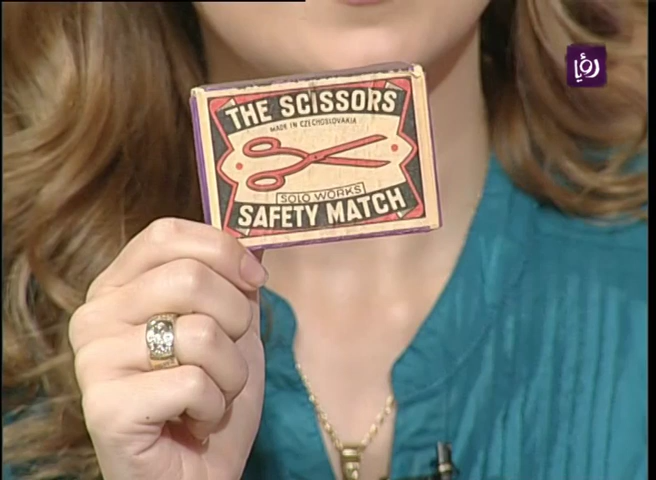 رؤيا
THE SCISSORS
MADE IN CZECHOSLOVAKIA
SOLO WORKS
SAFETY MATCH